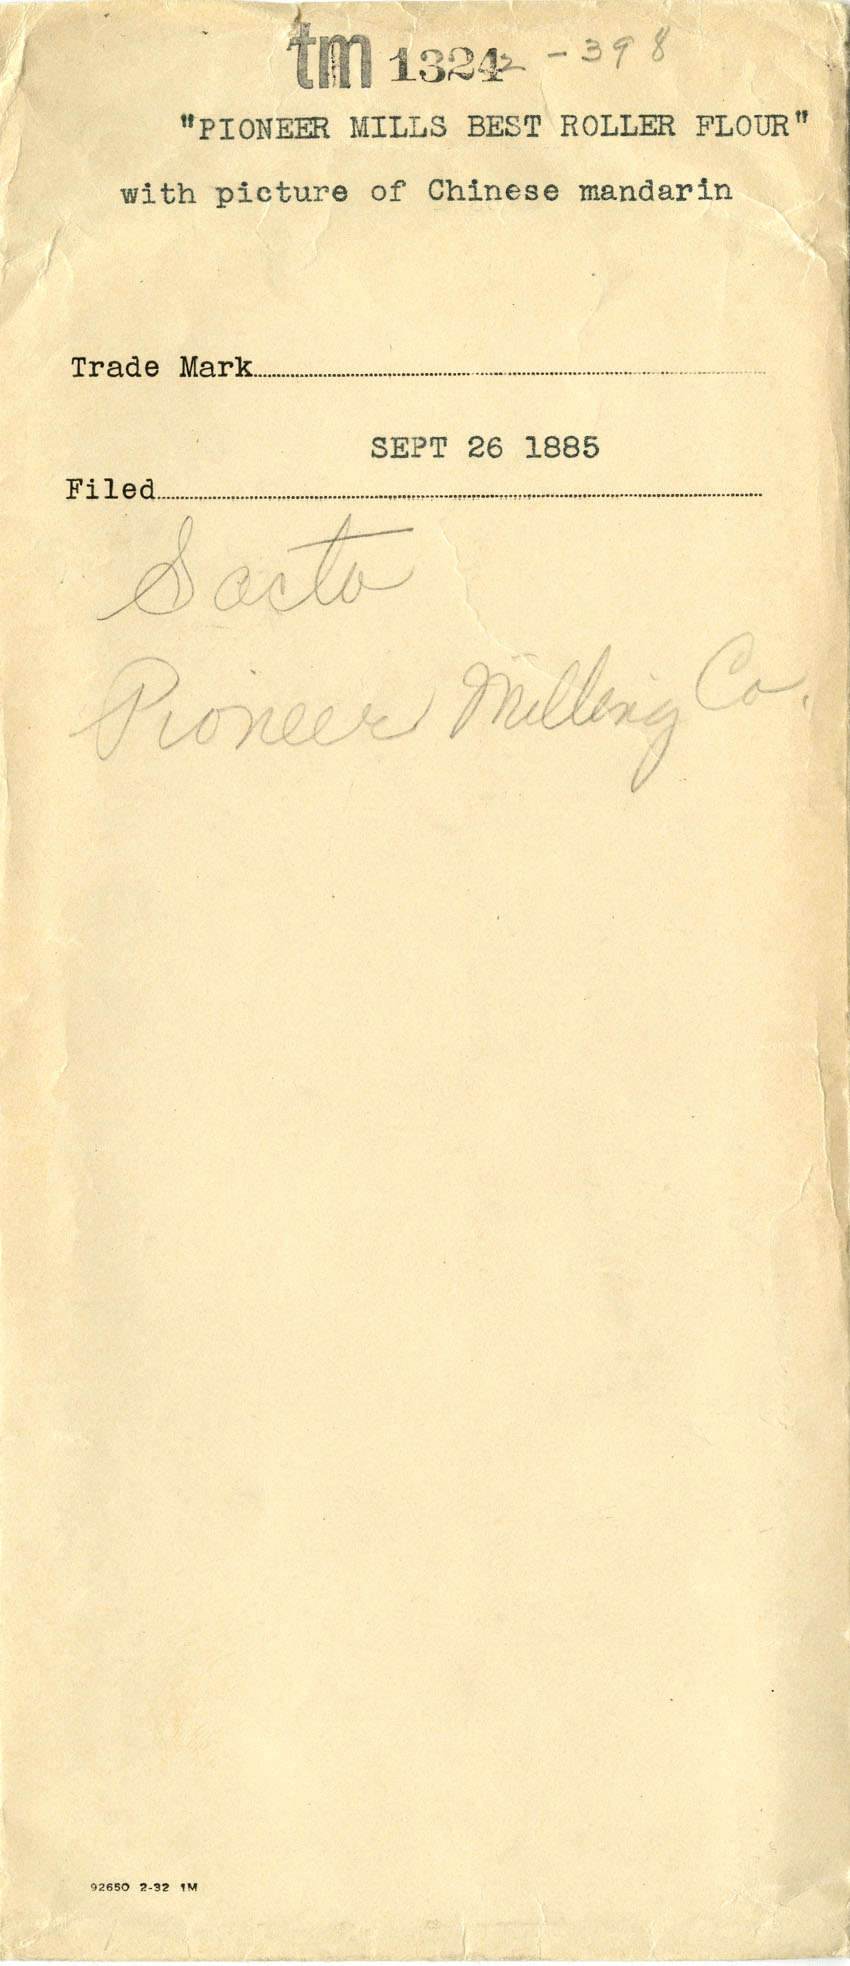 tm 1324 2-398
"PIONEER MILLS BEST ROLLER FLOUR"
with picture of Chinese mandarin
Trade Mark
SEPT 26 1885
Filed
Sacto
Pioneer Milling Co.
92650 2-32 1M